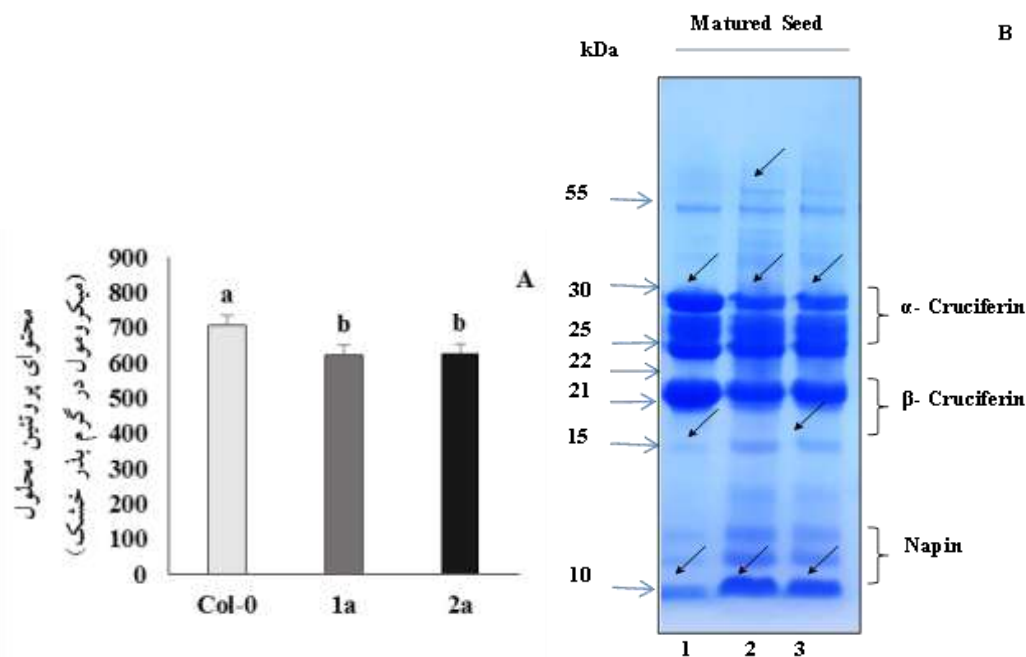 Matured Seed
B
kDa
55
30
25
22
21
15
10
α- Cruciferin
β- Cruciferin
Napin
1 2 3
A
محتوای پروتئین محلول
(میکرومول در گرم بذر خشک)
900
800
700
600
500
400
300
200
100
0
a
b
b
Col-0 1a 2a